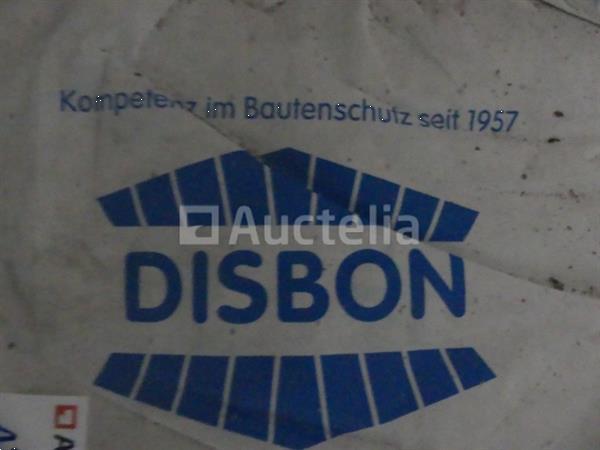 Kompetenz im Bautenschutz seit 1957
Auctelia
DISBON